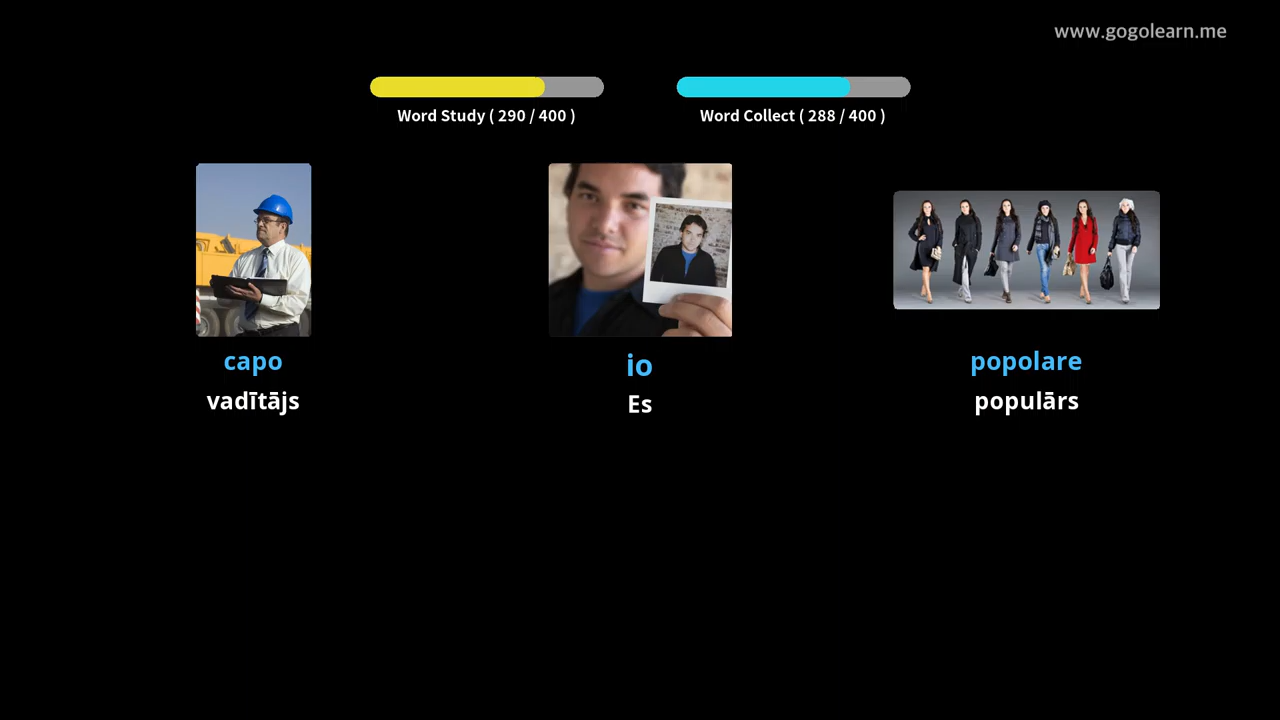 www.gogolearn.me
Word Study ( 290 / 400 )
Word Collect ( 288 / 400 )
capo
vadītājs
io
Es
popolare
populārs